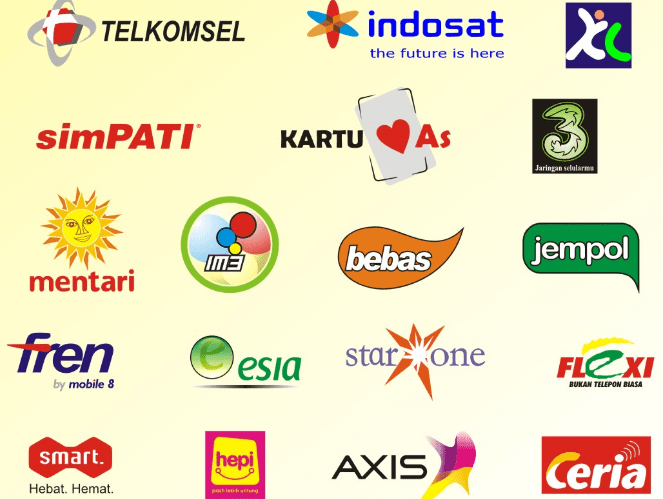 TELKOMSEL
indosat
the future is here
XL
simPATI®
KARTU As
3
Jaringan selularmu
mentari
IM3
bebas
jempol
fren
by mobile 8
e esia
star one
FLEXI
BUKAN TELEPON BIASA
smart.
Hebat. Hemat.
hepi
AXIS
Ceria